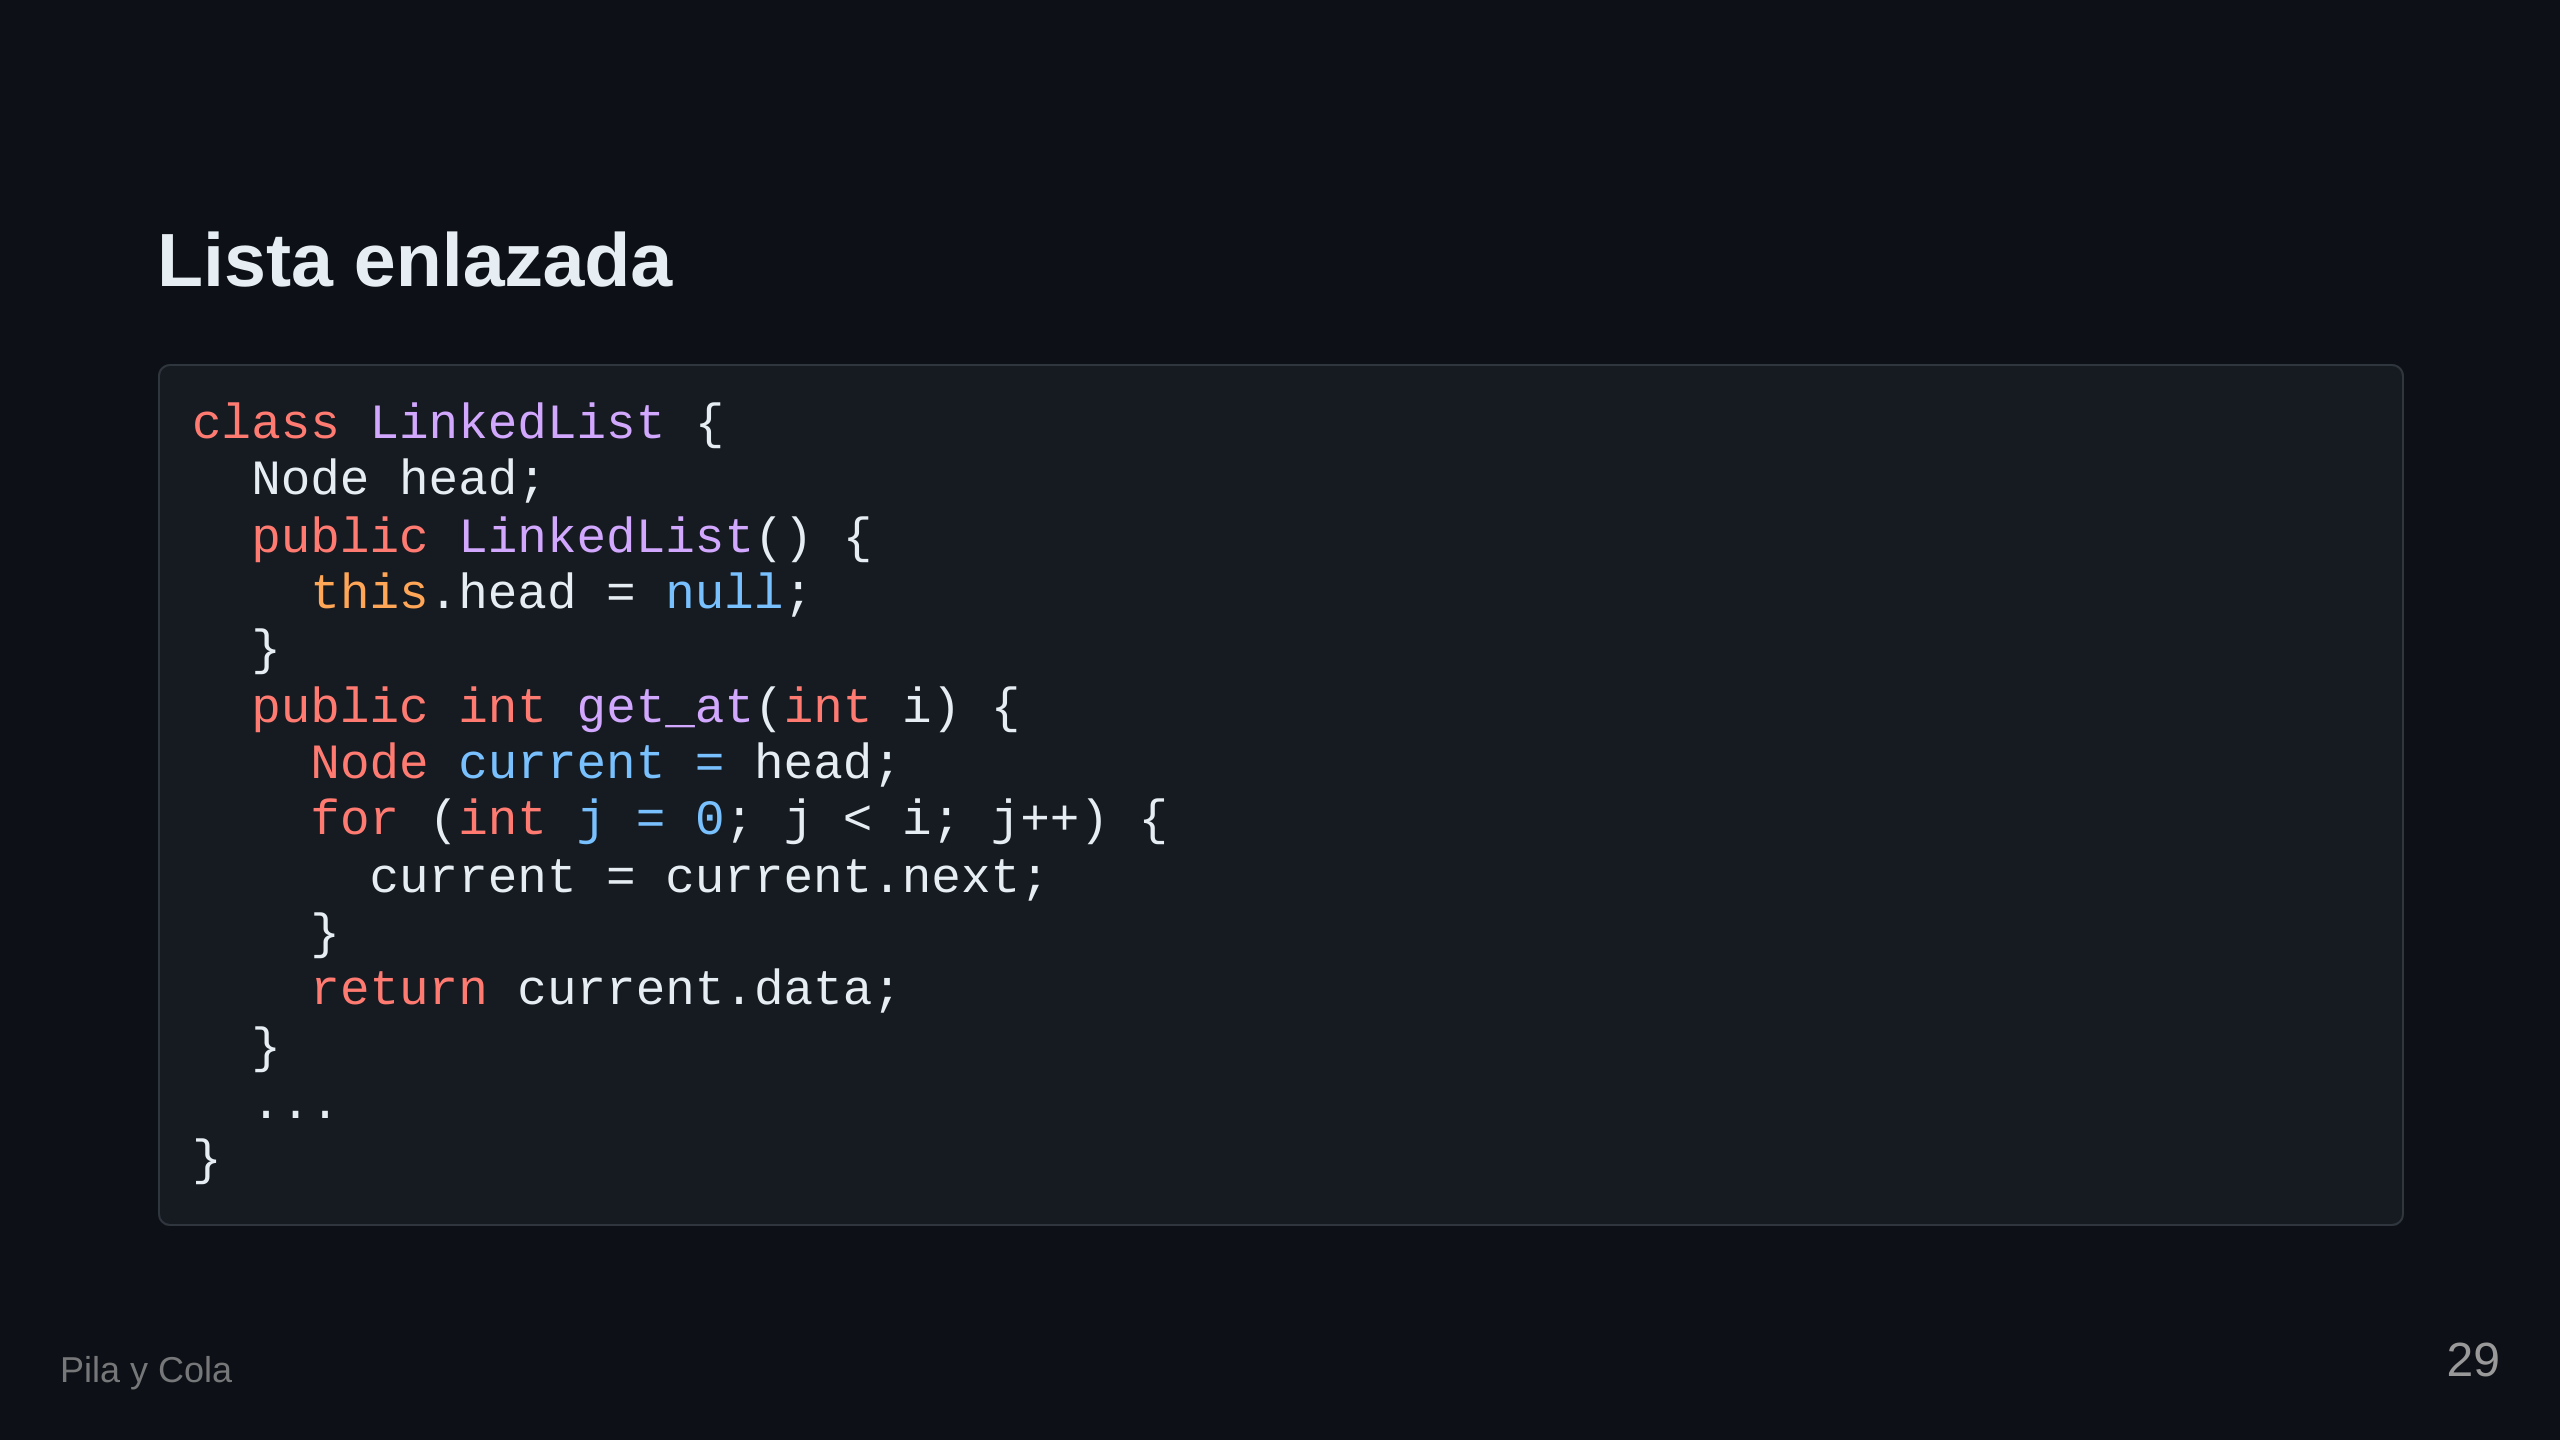 Lista enlazada
class LinkedList {
  Node head;
  public LinkedList() {
    this.head = null;
  }
  public int get_at(int i) {
    Node current = head;
    for (int j = 0; j < i; j++) {
      current = current.next;
    }
    return current.data;
  }
  ...
}
Pila y Cola
29